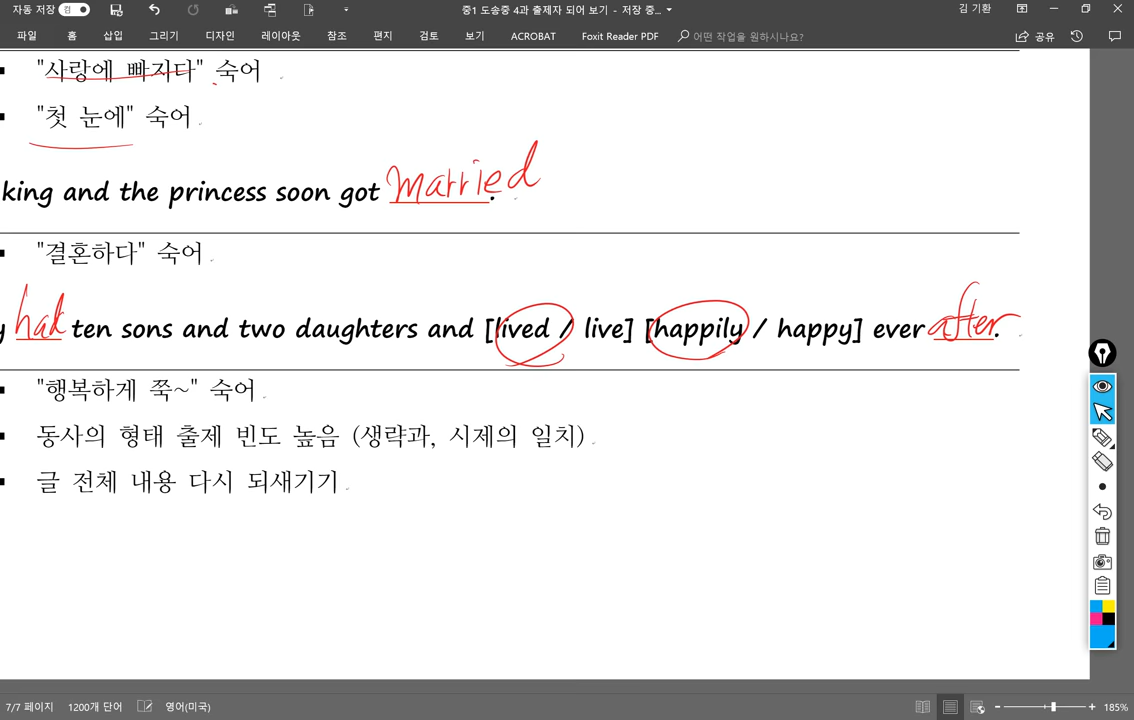 자동 저장 컴 중1 도송중 4과 출제자 되어 보기 - 저장 중... 김 기환
파일 홈 삽입 그리기 디자인 레이아웃 참조 편지 검토 보기 ACROBAT Foxit Reader PDF 어떤 작업을 원하시나요? 공유
"사랑에 빠지다" 숙어
"첫 눈에" 숙어
king and the princess soon got married.
"결혼하다" 숙어
y had ten sons and two daughters and [lived / live] [happily / happy] ever after.
"행복하게 쭉~" 숙어
동사의 형태 출제 빈도 높음 (생략과, 시제의 일치)
글 전체 내용 다시 되새기기
7/7 페이지 1200개 단어 영어(미국) 185%